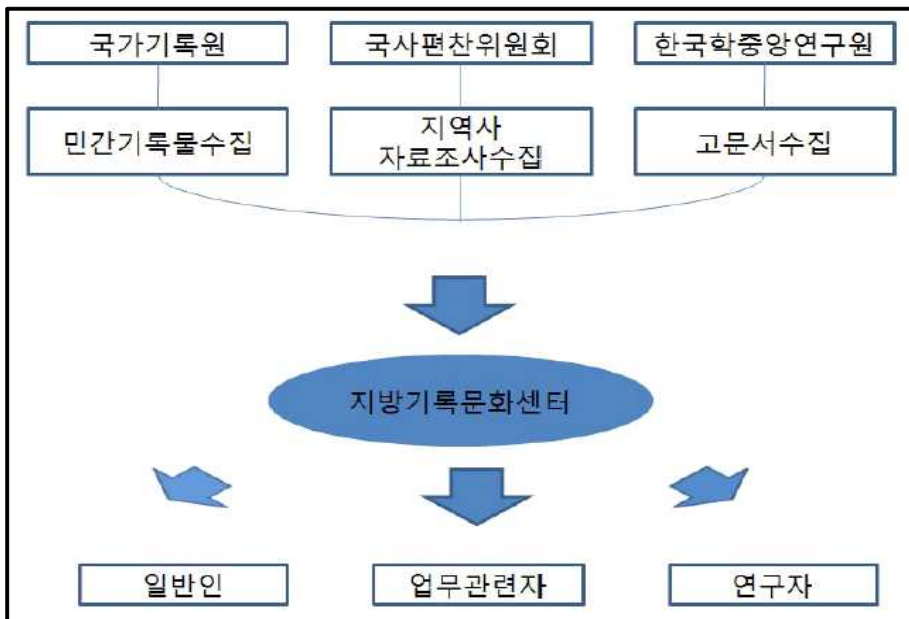 국가기록원
국사편찬위원회
한국학중앙연구원
민간기록물수집
지역사
자료조사수집
고문서수집
지방기록문화센터
일반인
업무관련자
연구자